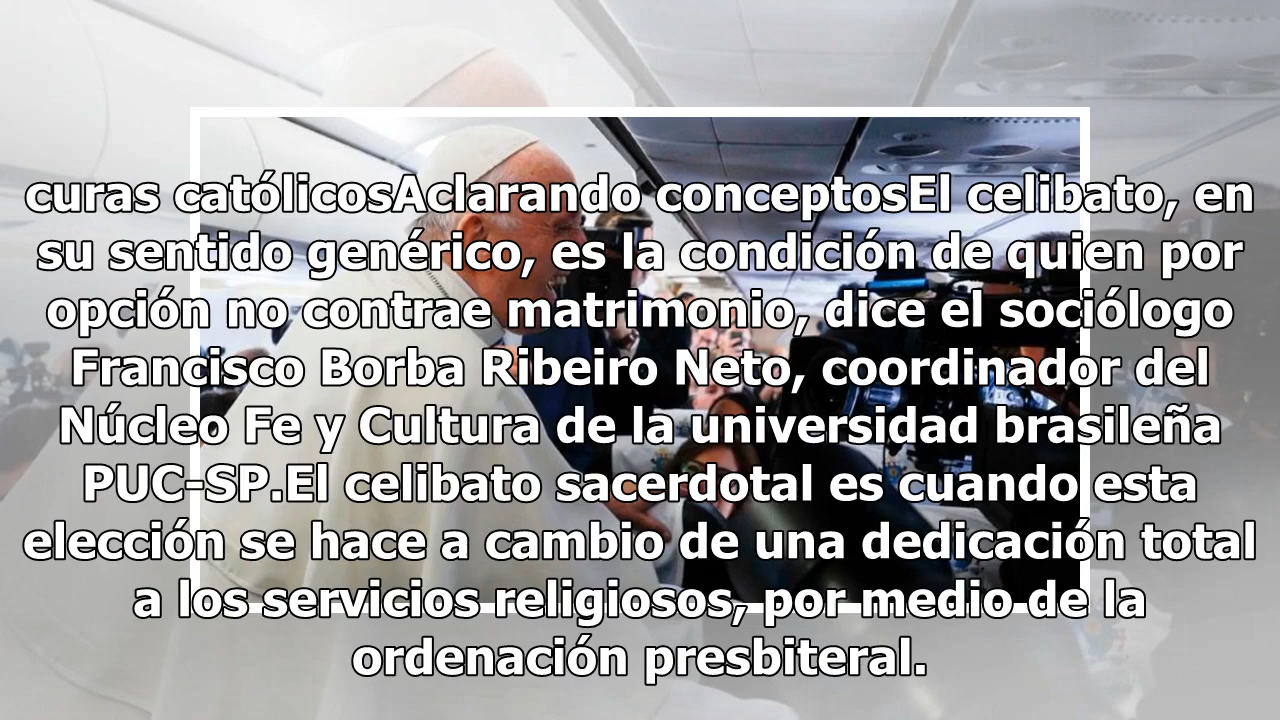 curas católicosAclarando conceptosEl celibato, en
su sentido genérico, es la condición de quien por
opción no contrae matrimonio, dice el sociólogo
Francisco Borba Ribeiro Neto, coordinador del
Núcleo Fe y Cultura de la universidad brasileña
PUC-SP.El celibato sacerdotal es cuando esta
elección se hace a cambio de una dedicación total
a los servicios religiosos, por medio de la
ordenación presbiteral.